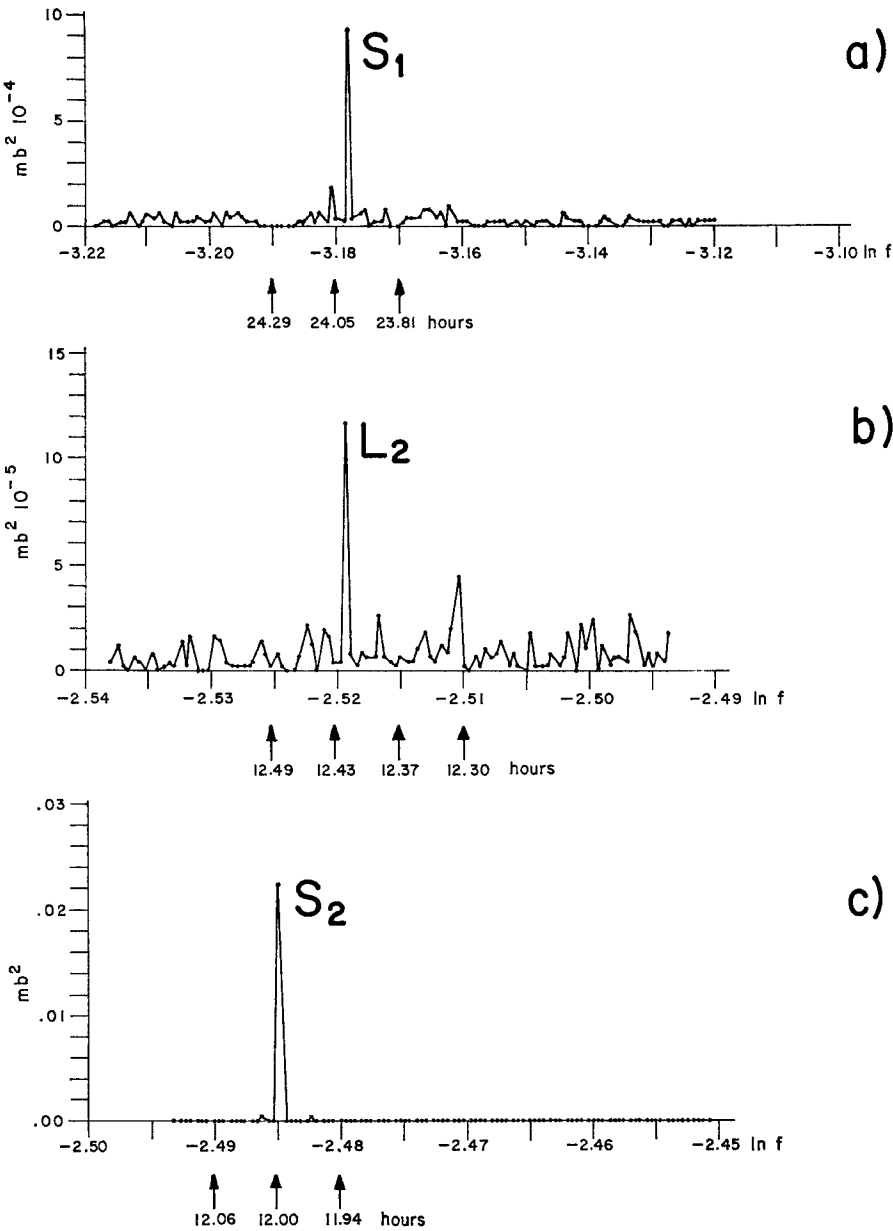 a)
S1
mb2 10-4
10
5
0
-3.22 -3.20 -3.18 -3.16 -3.14 -3.12 -3.10 ln f
24.29 24.05 23.81 hours
b)
L2
mb2 10-5
15
10
5
0
-2.54 -2.53 -2.52 -2.51 -2.50 -2.49 ln f
12.49 12.43 12.37 12.30 hours
c)
S2
mb2
.03
.02
.01
.00
-2.50 -2.49 -2.48 -2.47 -2.46 -2.45 ln f
12.06 12.00 11.94 hours